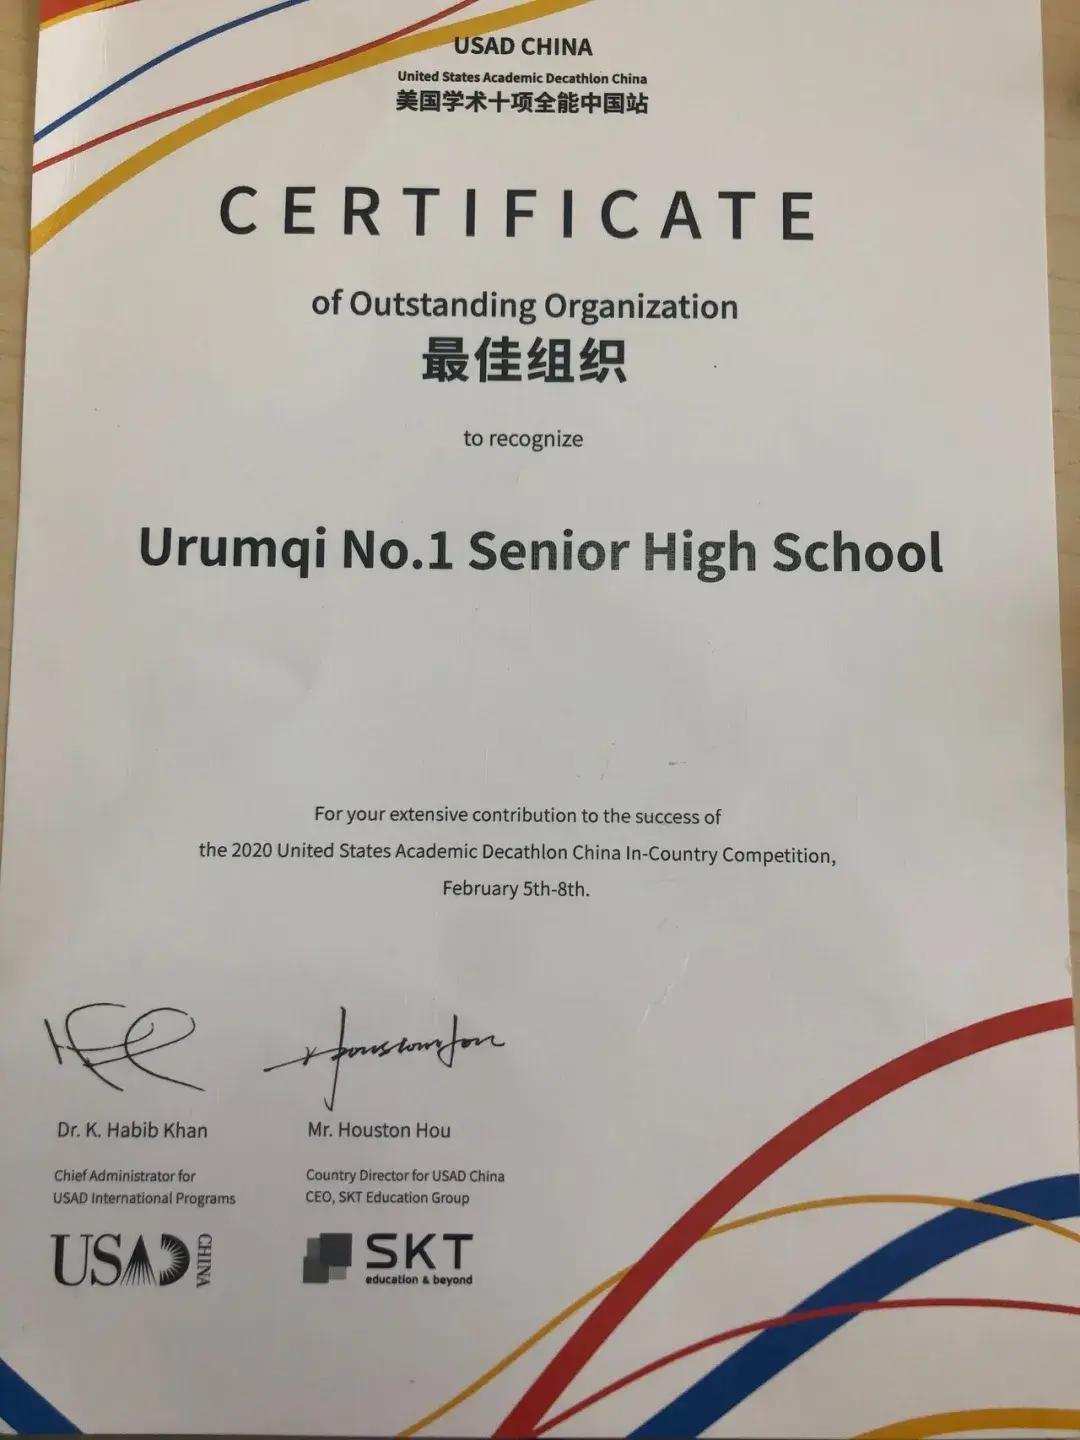 USAD CHINA
United States Academic Decathlon China
美国学术十项全能中国站
CERTIFICATE
of Outstanding Organization
最佳组织
to recognize
Urumqi No.1 Senior High School
For your extensive contribution to the success of
the 2020 United States Academic Decathlon China In-Country Competition,
February 5th-8th.
Dr. K. Habib Khan
Chief Administrator for
USAD International Programs
USAD CHINA
Houston Hou
Mr. Houston Hou
Country Director for USAD China
CEO, SKT Education Group
SKT
education & beyond